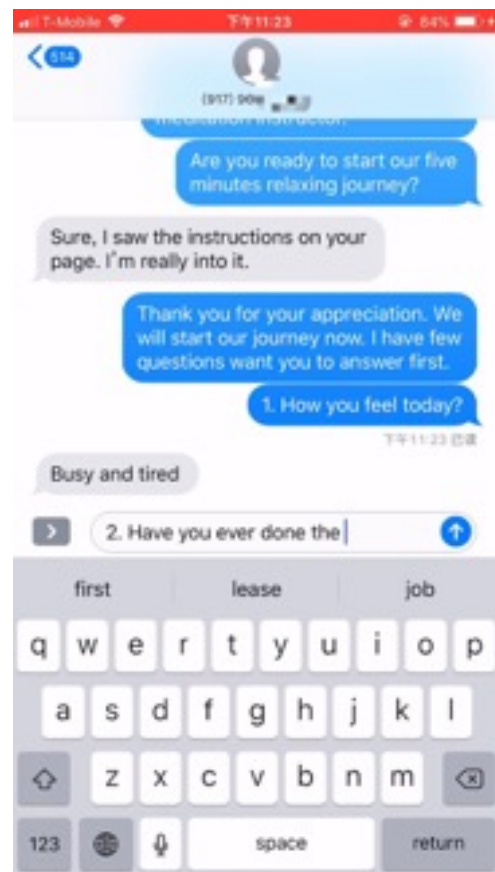 T-Mobile
下午11:23
84%
514
(917)
meditation instructor.
Are you ready to start our five
minutes relaxing journey?
Sure, I saw the instructions on your
page. I'm really into it.
Thank you for your appreciation. We
will start our journey now. I have few
questions want you to answer first.
1. How you feel today?
下午11:23 已读
Busy and tired
2. Have you ever done the
first lease job
q w e r t y u i o p
a s d f g h j k l
z x c v b n m
123 space return